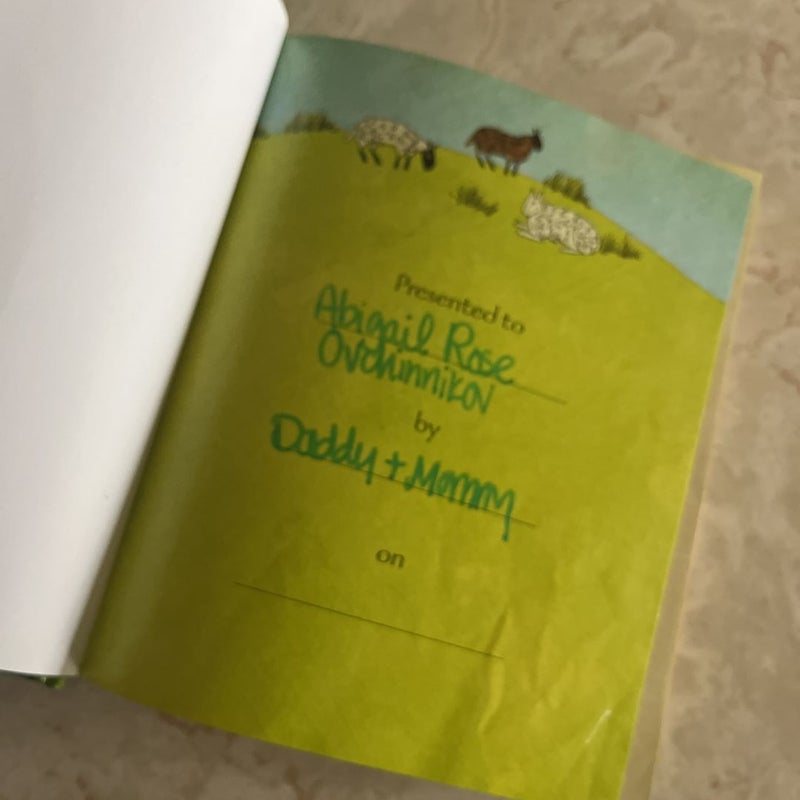 Presented to
Abigail Rose
Ovchinnikov
by
Daddy + Mommy
on